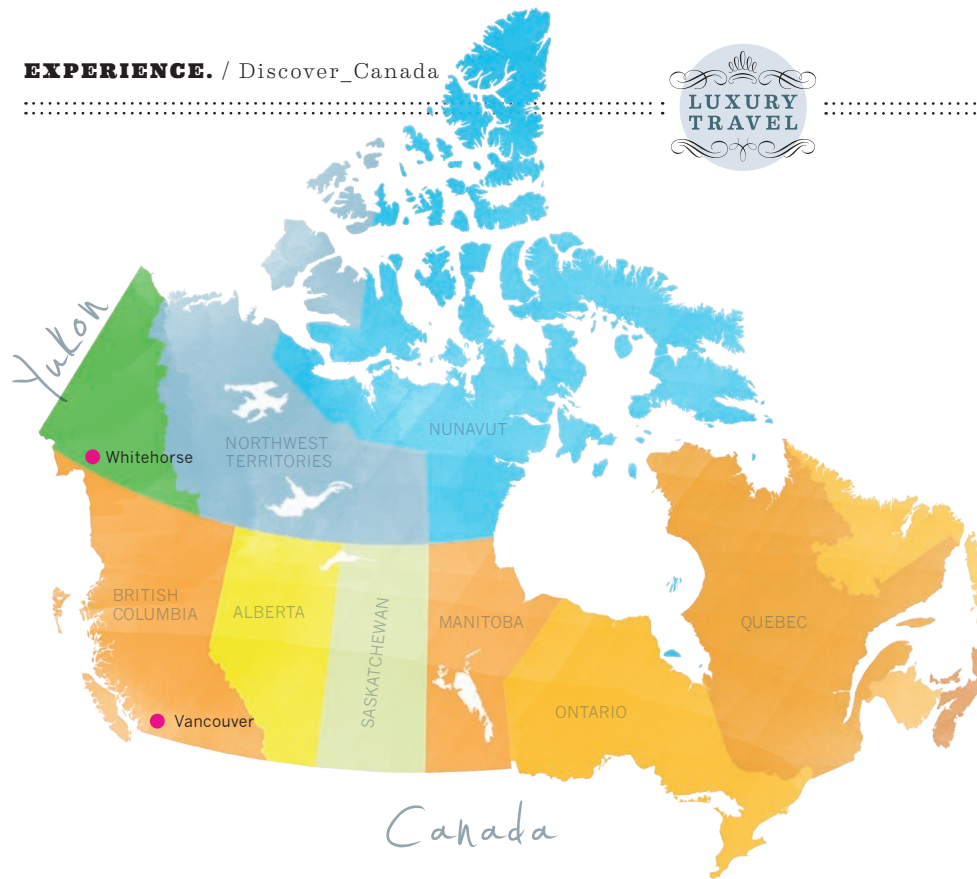 EXPERIENCE. / Discover_Canada
LUXURY
TRAVEL
Yukon
Whitehorse
NORTHWEST
TERRITORIES
NUNAVUT
BRITISH
COLUMBIA
ALBERTA
SASKATCHEWAN
MANITOBA
QUEBEC
ONTARIO
Vancouver
Canada